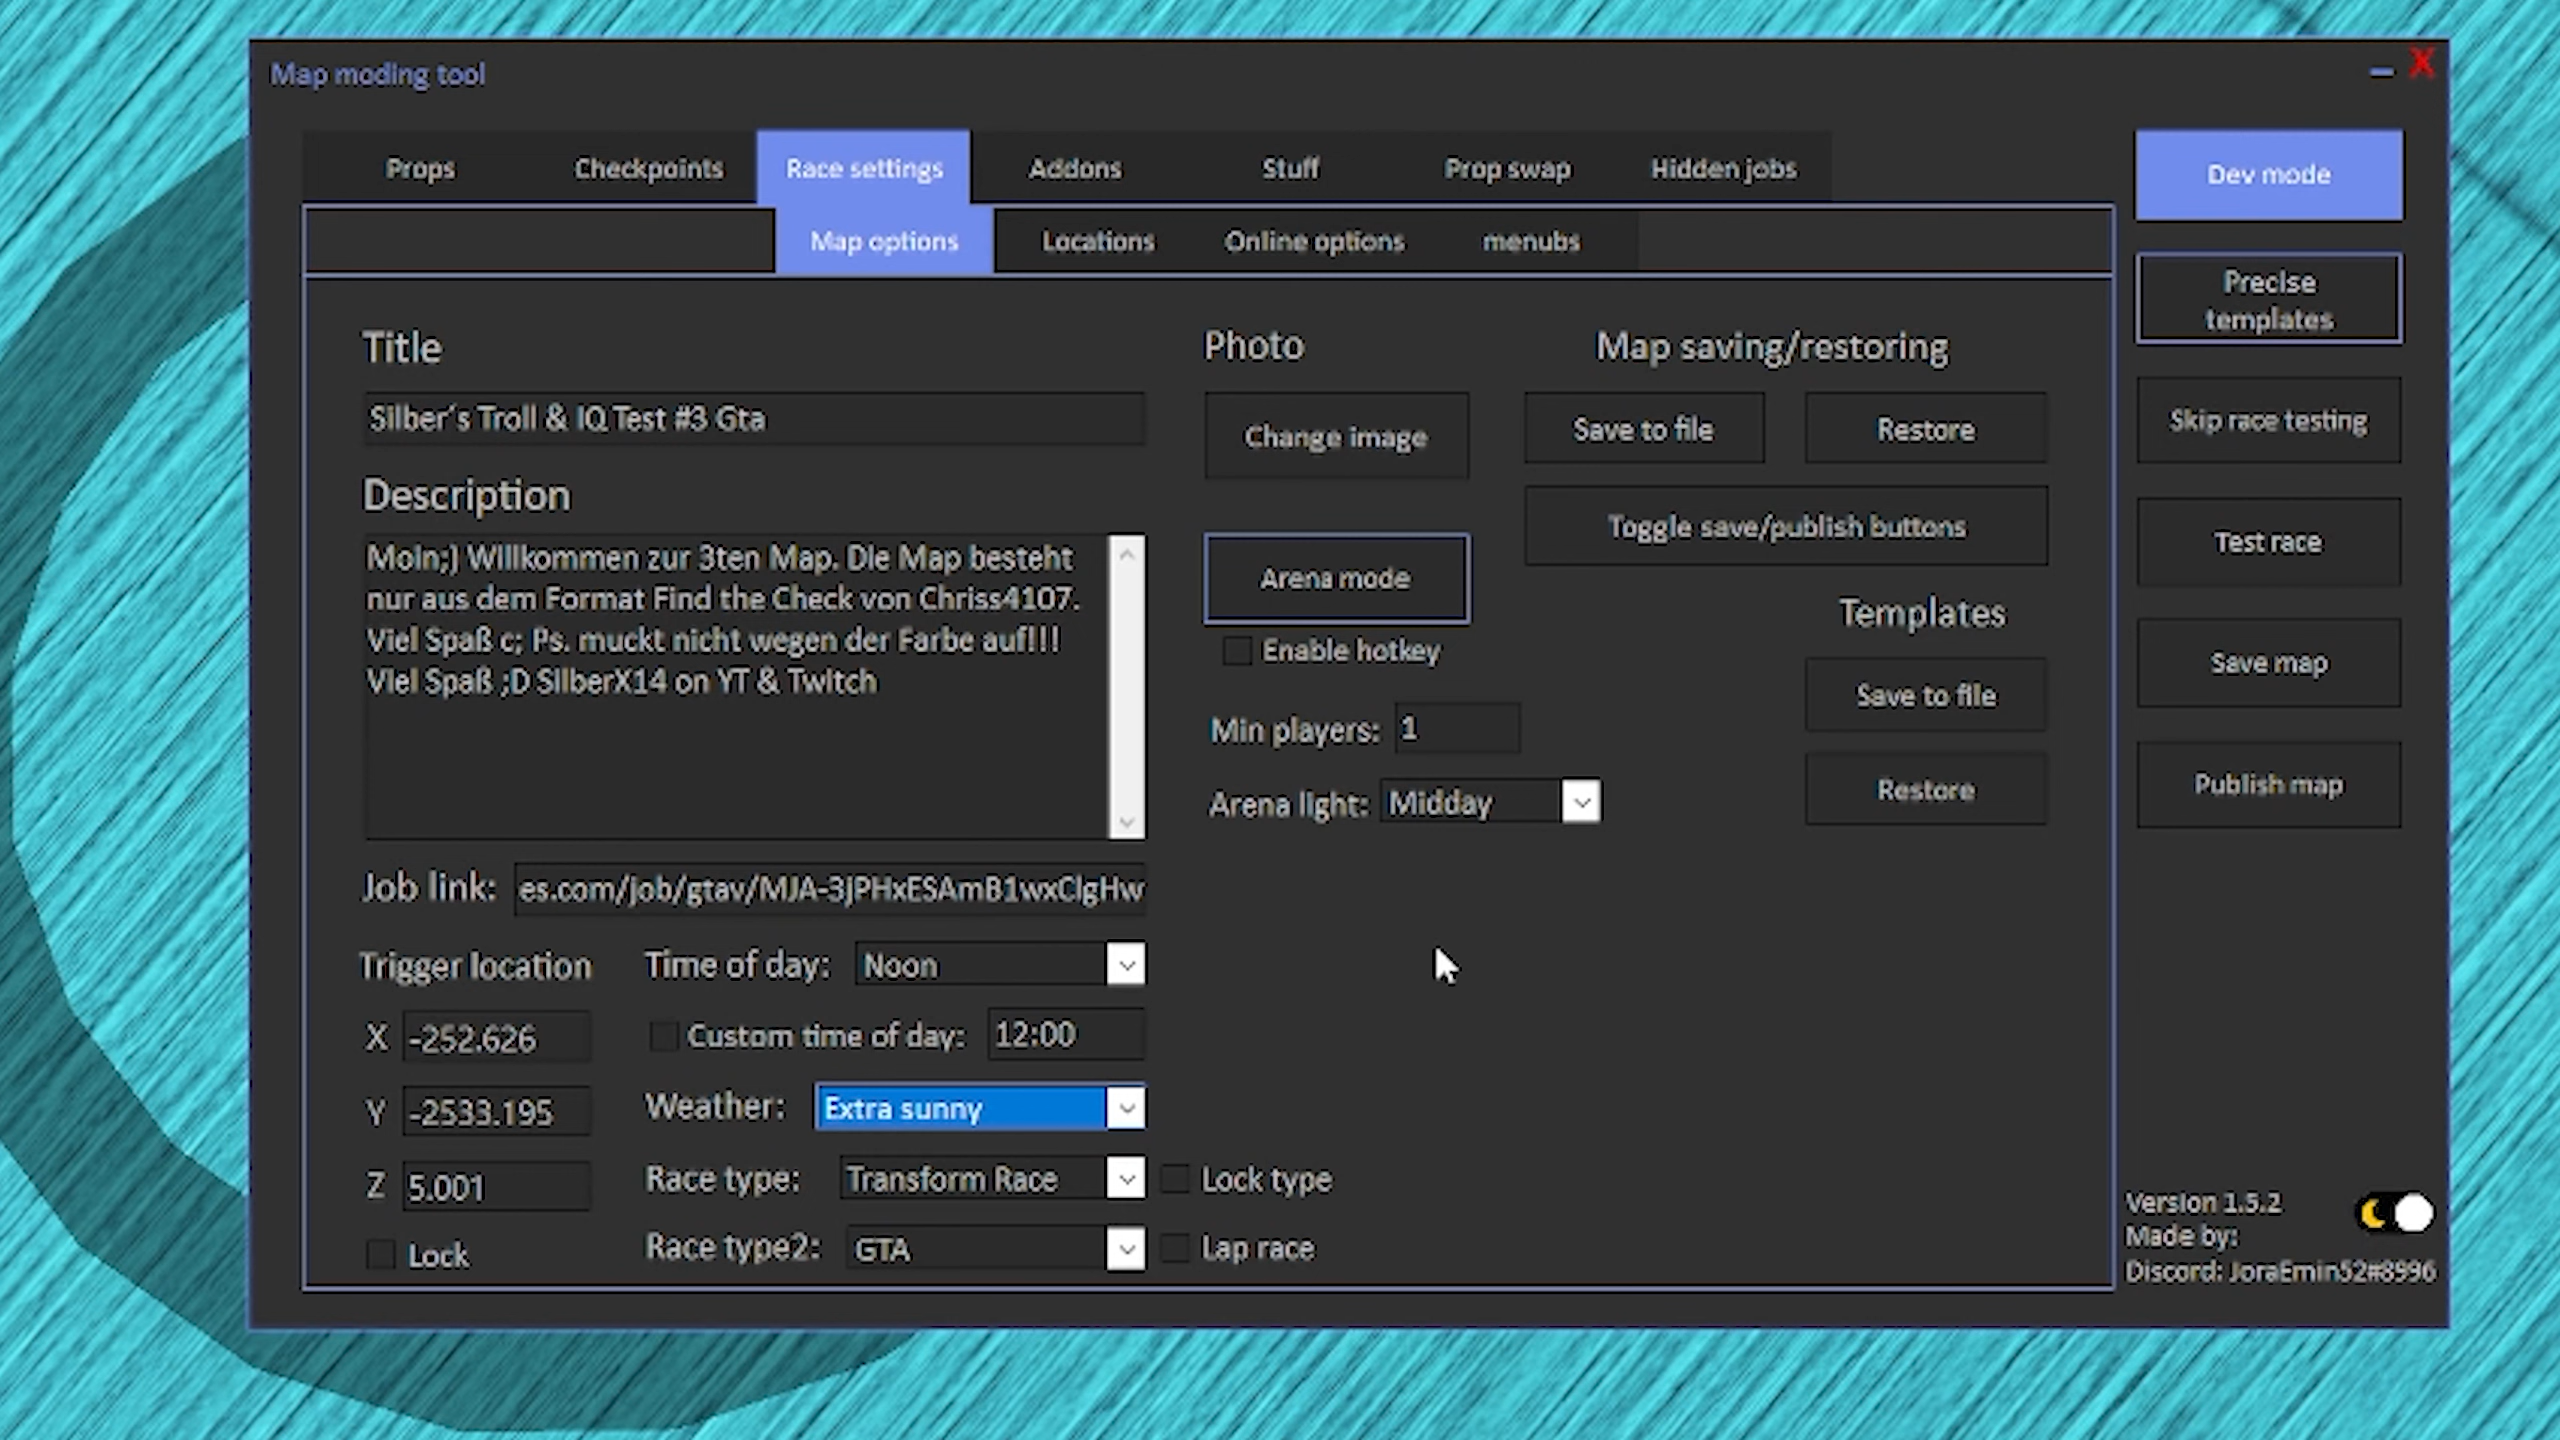 Map moding tool
X
Props
Checkpoints
Race settings
Addons
Stuff
Prop swap
Hidden jobs
Map options
Locations
Online options
menubs
Dev mode
Precise
templates
Skip race testing
Test race
Save map
Publish map
Title
Silber´s Troll & IQ Test #3 Gta
Description
Moin;) Willkommen zur 3ten Map. Die Map besteht
nur aus dem Format Find the Check von Chriss4107.
Viel Spaß c; Ps. muckt nicht wegen der Farbe auf!!!
Viel Spaß ;D SilberX14 on YT & Twitch
Job link:
es.com/job/gtav/MJA-3jPHxESAmB1wxClgHw
Trigger location
X
-252.626
Y
-2533.195
Z
5.001
Lock
Time of day:
Noon
Custom time of day:
12:00
Weather:
Extra sunny
Race type:
Transform Race
Lock type
Race type2:
GTA
Lap race
Photo
Change image
Arena mode
Enable hotkey
Min players:
1
Arena light:
Midday
Map saving/restoring
Save to file
Restore
Toggle save/publish buttons
Templates
Save to file
Restore
Version 1.5.2
Made by:
Discord: JoraEmin52#8996